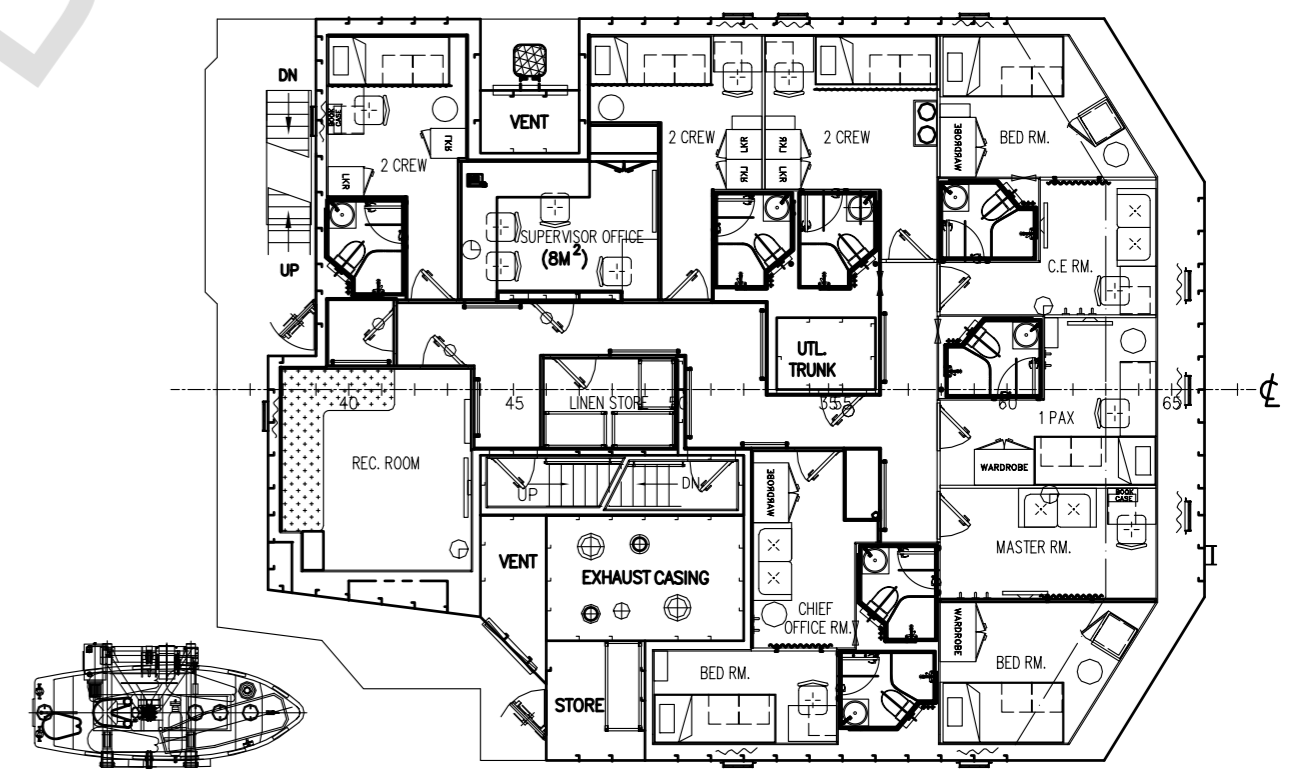 DN
UP
BOOK
CASE
2 CREW
LKR
LKR
VENT
2 CREW
LKR
LKR
2 CREW
LKR
LKR
WARDROBE
BED RM.
SUPERVISOR OFFICE
(8M²)
C.E RM.
UTL.
TRUNK
40
45
LINEN STORE
50
55
60
65
1 PAX
REC. ROOM
WARDROBE
WARDROBE
UP
DN
BOOK
CASE
MASTER RM.
VENT
EXHAUST CASING
CHIEF
OFFICE RM.
WARDROBE
BED RM.
BED RM.
STORE